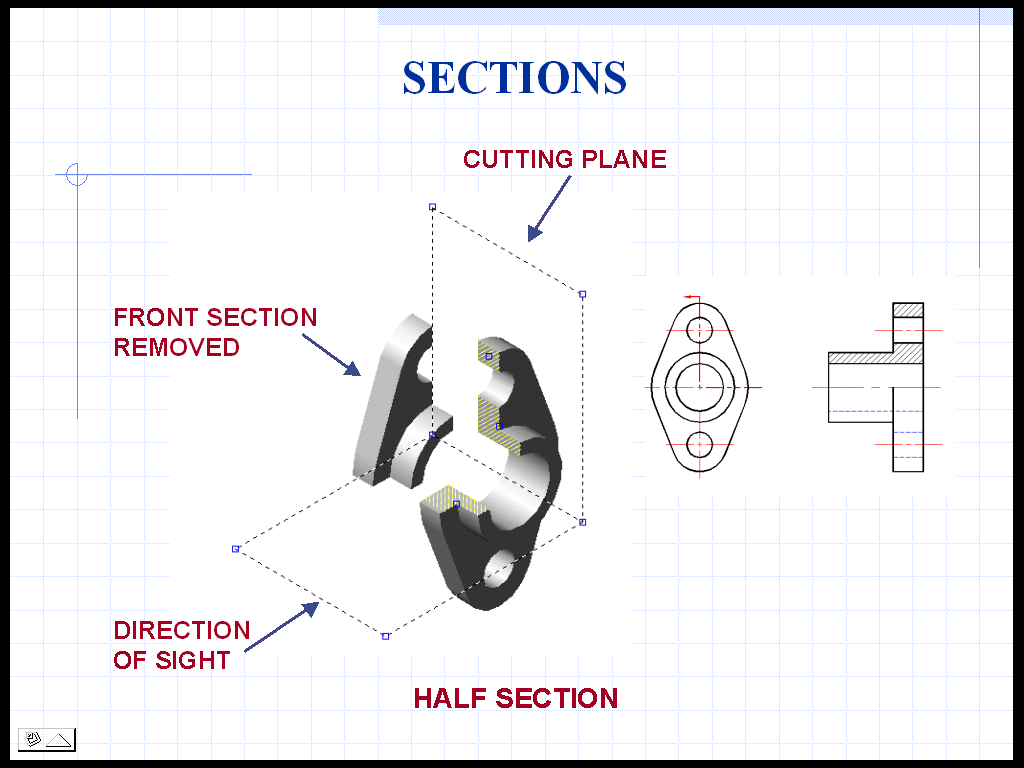 SECTIONS
CUTTING PLANE
FRONT SECTION
REMOVED
DIRECTION
OF SIGHT
HALF SECTION